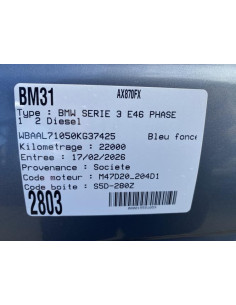 BM31
AX870FX
Type : BMW SERIE 3 E46 PHASE
1 2 Diesel
WBAAL71050KG37425 Bleu fonce
Kilometrage : 22000
Entree : 17/02/2026
Provenance : Societe
Code moteur : M47D20_204D1
Code boite : S5D-280Z
2803